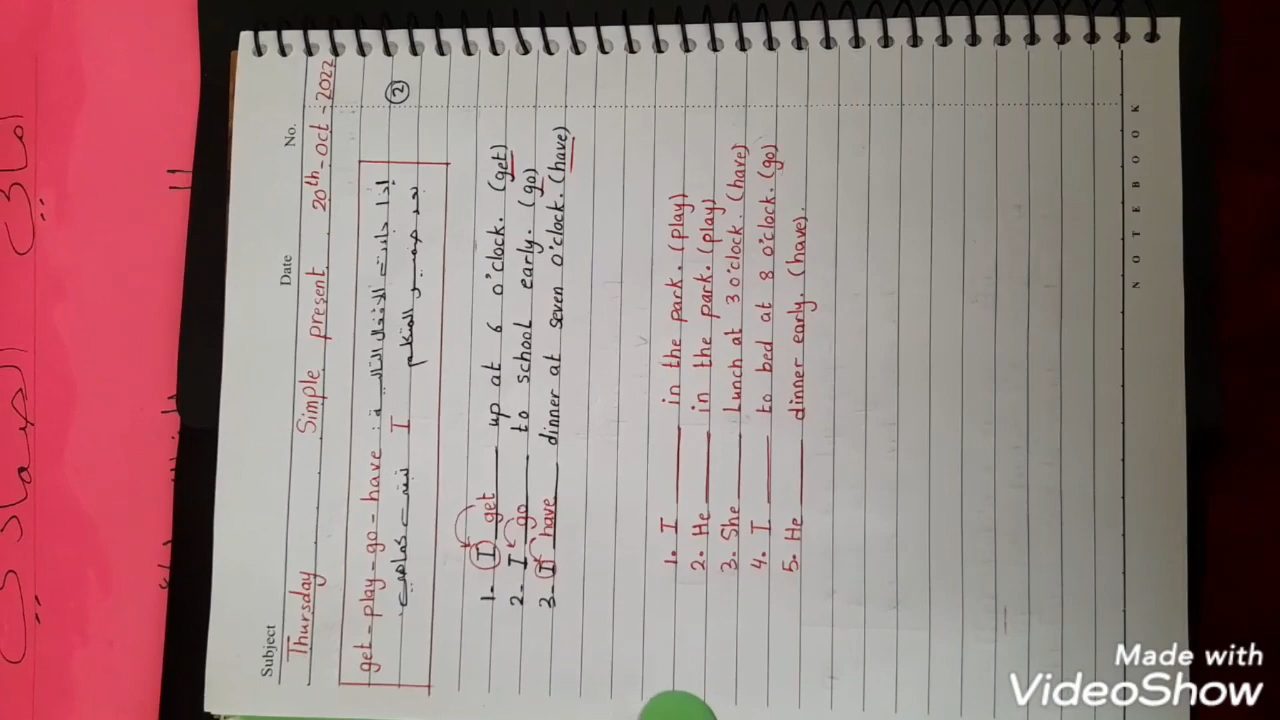 Subject Date No.
Thursday Simple present 20th-oct-2022
get-play-go-have : إذا جاءت الأفعال التالية
بعد ضمير المتكلم I تبقى كما هي.
2
1- I get up at 6 o'clock. (get)
2- I go to school early. (go)
3- I have dinner at seven o'clock. (have)
1. I ____ in the park. (play)
2. He ____ in the park. (play)
3. She ____ Lunch at 3 o'clock. (have)
4. I ____ to bed at 8 o'clock. (go)
5. He ____ dinner early. (have).
NOTEBOOK
Made with
VideoShow